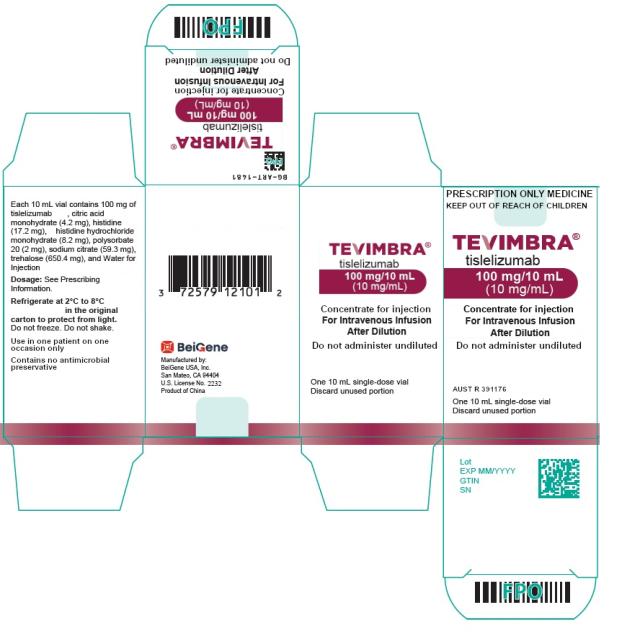 FPO
Do not administer undiluted
After Dilution
For Intravenous Infusion
Concentrate for injection
(10 mg/mL)
100 mg/10 mL
tislelizumab
TEVIMBRA®
BG-ART-1481
Each 10 mL vial contains 100 mg of
tislelizumab , citric acid
monohydrate (4.2 mg), histidine
(17.2 mg), histidine hydrochloride
monohydrate (8.2 mg), polysorbate
20 (2 mg), sodium citrate (59.3 mg),
trehalose (650.4 mg), and Water for
Injection
Dosage: See Prescribing
Information.
Refrigerate at 2°C to 8°C
in the original
carton to protect from light.
Do not freeze. Do not shake.
Use in one patient on one
occasion only
Contains no antimicrobial
preservative
3 72579 12101 2
BeiGene
Manufactured by:
BeiGene USA, Inc.
San Mateo, CA 94404
U.S. License No. 2232
Product of China
TEVIMBRA®
tislelizumab
100 mg/10 mL
(10 mg/mL)
Concentrate for injection
For Intravenous Infusion
After Dilution
Do not administer undiluted
One 10 mL single-dose vial
Discard unused portion
PRESCRIPTION ONLY MEDICINE
KEEP OUT OF REACH OF CHILDREN
TEVIMBRA®
tislelizumab
100 mg/10 mL
(10 mg/mL)
Concentrate for injection
For Intravenous Infusion
After Dilution
Do not administer undiluted
AUST R 391176
One 10 mL single-dose vial
Discard unused portion
Lot
EXP MM/YYYY
GTIN
SN
FPO